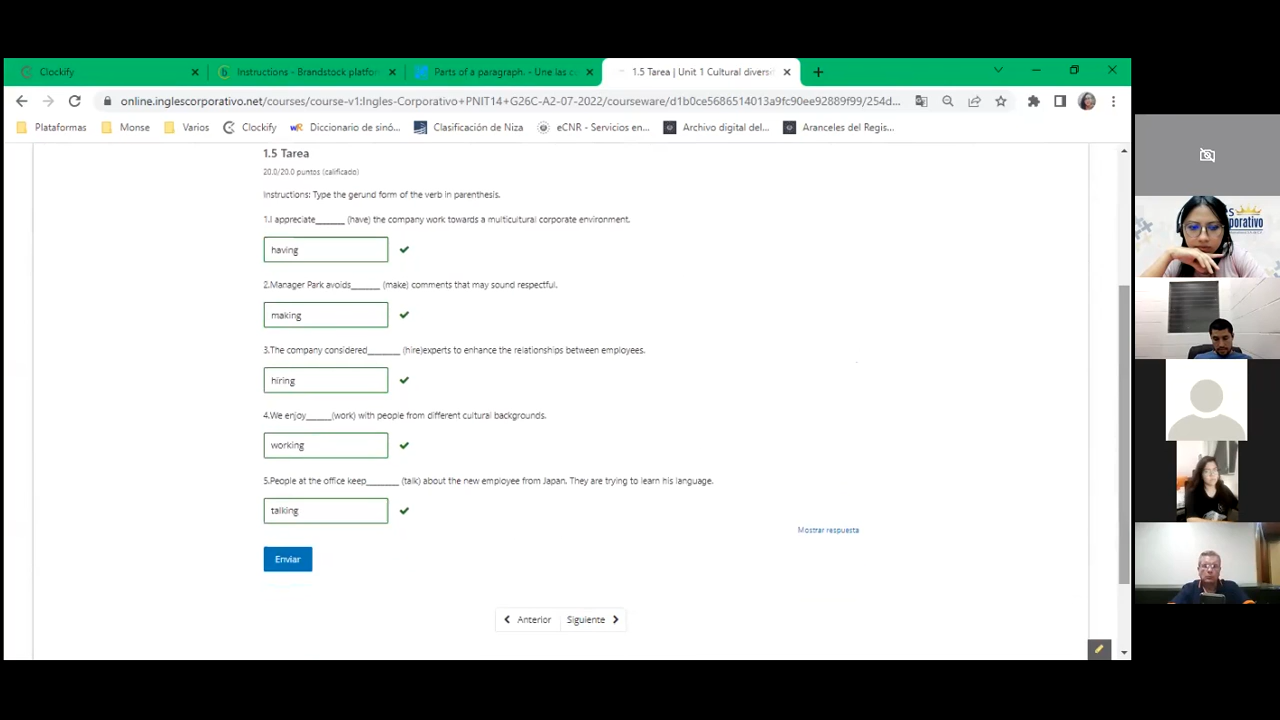 Clockify
Instructions - Brandstock platfor
Parts of a paragraph. - Une las ce
1.5 Tarea | Unit 1 Cultural diversi
online.inglescorporativo.net/courses/course-v1:Ingles-Corporativo+PNIT14+G26C-A2-07-2022/courseware/d1b0ce5686514013a9fc90ee92889f99/254d...
Plataformas
Monse
Varios
Clockify
Diccionario de sinó...
Clasificación de Niza
eCNR - Servicios en...
Archivo digital del...
Aranceles del Regis...
1.5 Tarea
20.0/20.0 puntos (calificado)
Instructions: Type the gerund form of the verb in parenthesis.
1.I appreciate_______ (have) the company work towards a multicultural corporate environment.
having
2.Manager Park avoids_______ (make) comments that may sound respectful.
making
3.The company considered________ (hire)experts to enhance the relationships between employees.
hiring
4.We enjoy______(work) with people from different cultural backgrounds.
working
5.People at the office keep________ (talk) about the new employee from Japan. They are trying to learn his language.
talking
Mostrar respuesta
Enviar
Anterior
Siguiente